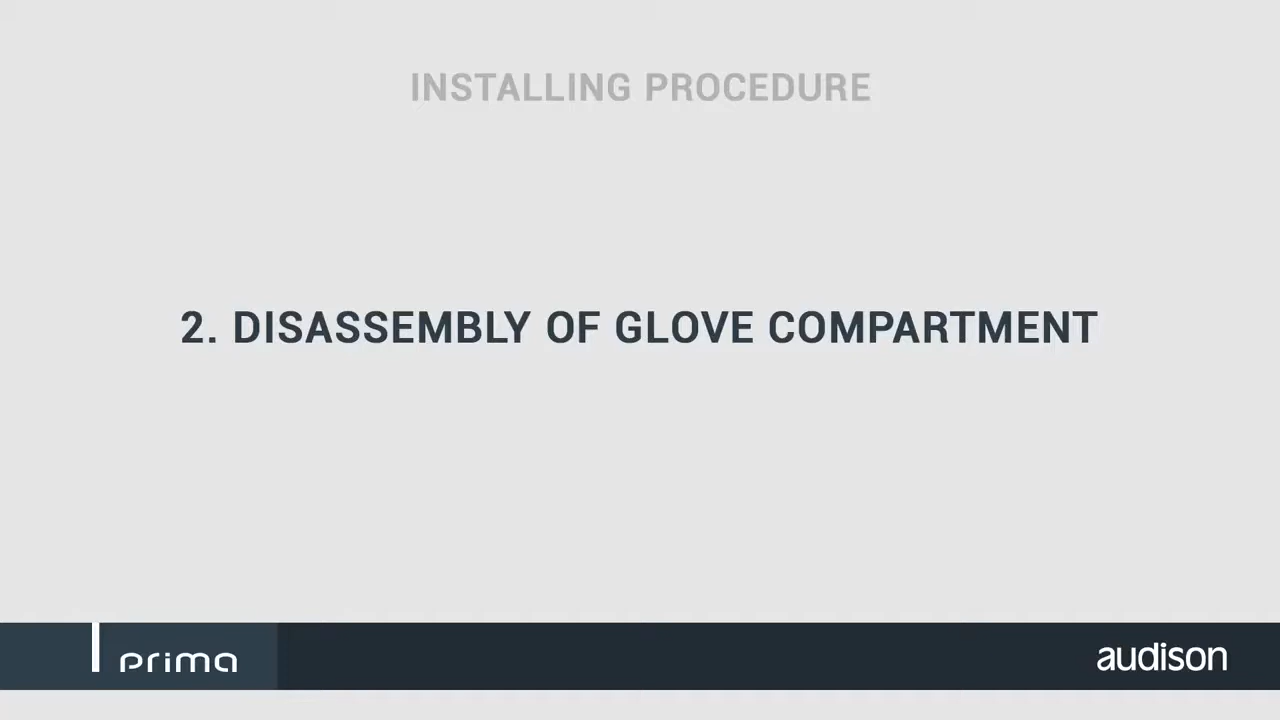 INSTALLING PROCEDURE
2. DISASSEMBLY OF GLOVE COMPARTMENT
prima
audison